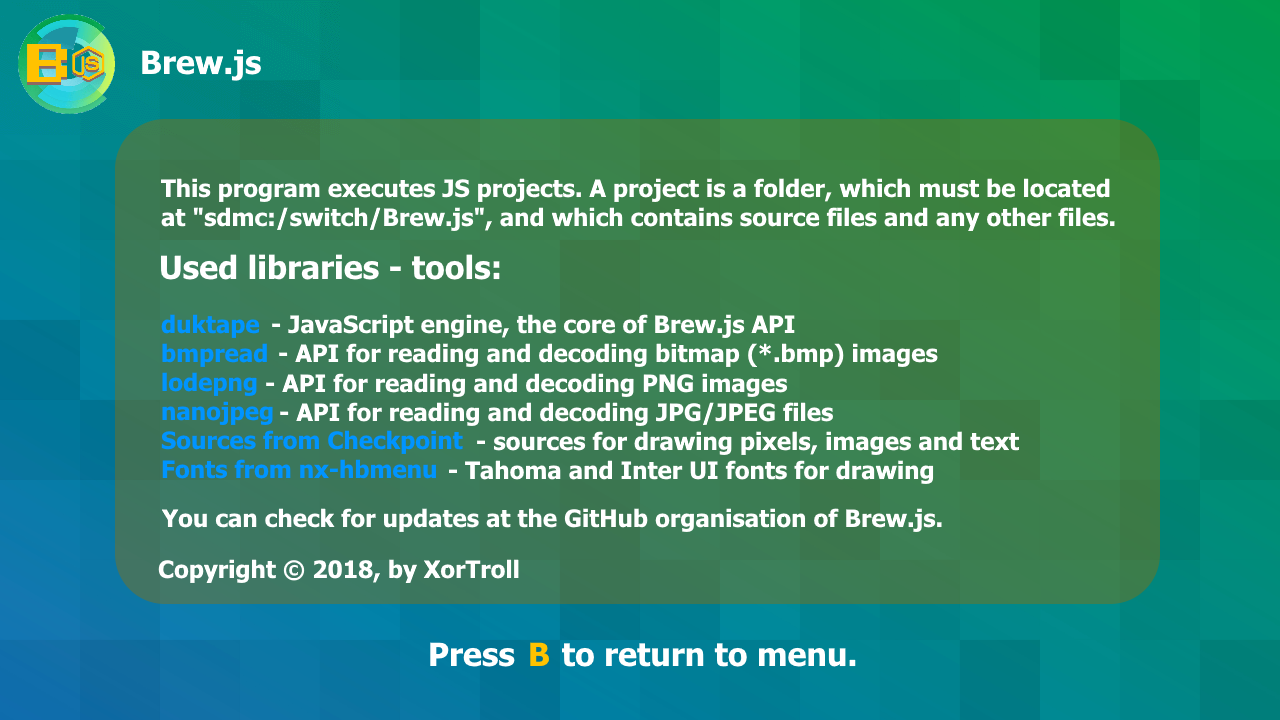 B JS
Brew.js
This program executes JS projects. A project is a folder, which must be located
at "sdmc:/switch/Brew.js", and which contains source files and any other files.
Used libraries - tools:
duktape - JavaScript engine, the core of Brew.js API
bmpread - API for reading and decoding bitmap (*.bmp) images
lodepng - API for reading and decoding PNG images
nanojpeg - API for reading and decoding JPG/JPEG files
Sources from Checkpoint - sources for drawing pixels, images and text
Fonts from nx-hbmenu - Tahoma and Inter UI fonts for drawing
You can check for updates at the GitHub organisation of Brew.js.
Copyright © 2018, by XorTroll
Press B to return to menu.